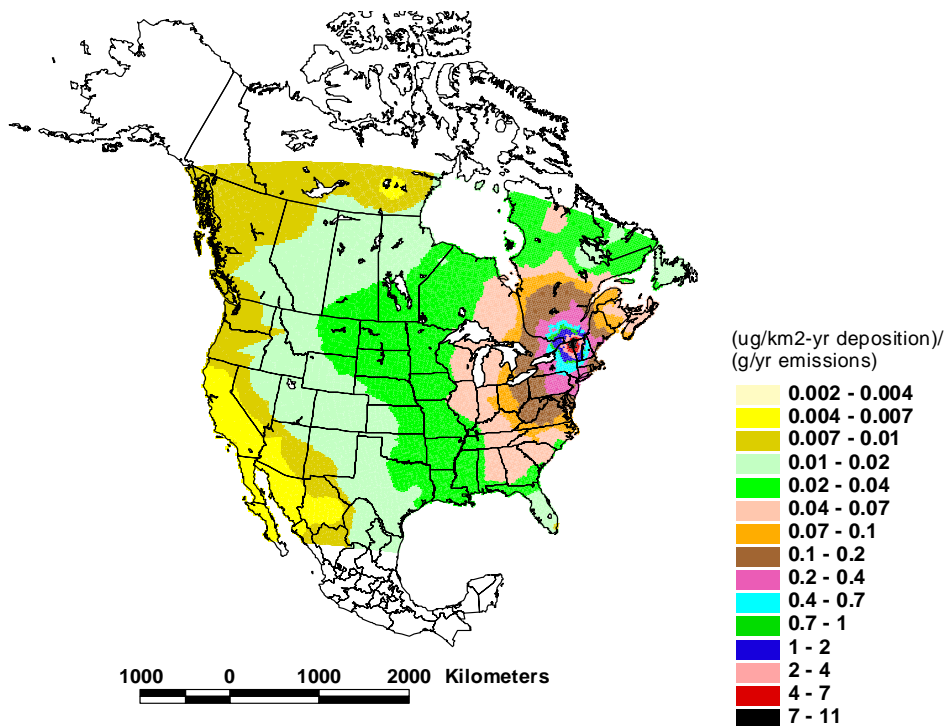 (ug/km2-yr deposition)/
(g/yr emissions)
0.002 - 0.004
0.004 - 0.007
0.007 - 0.01
0.01 - 0.02
0.02 - 0.04
0.04 - 0.07
0.07 - 0.1
0.1 - 0.2
0.2 - 0.4
0.4 - 0.7
0.7 - 1
1 - 2
2 - 4
4 - 7
7 - 11
1000 0 1000 2000 Kilometers